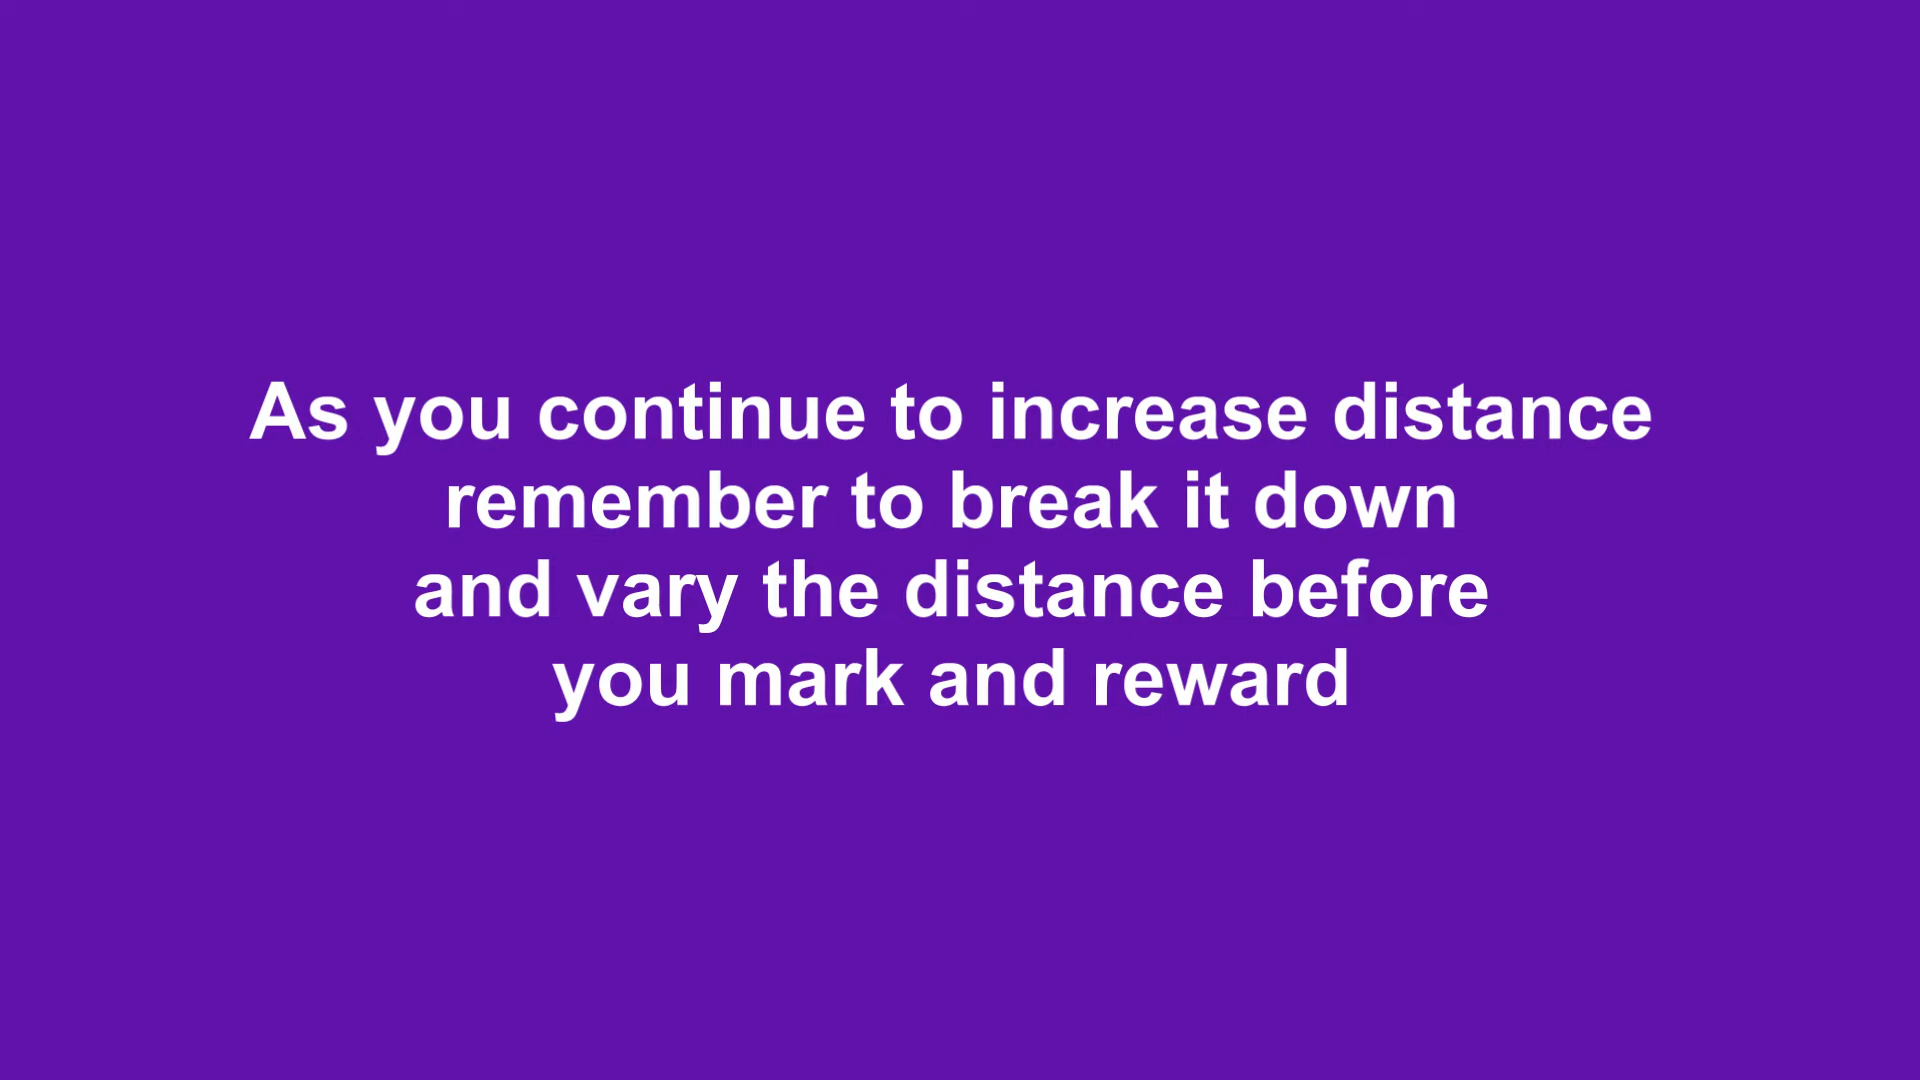 As you continue to increase distance
remember to break it down
and vary the distance before
you mark and reward